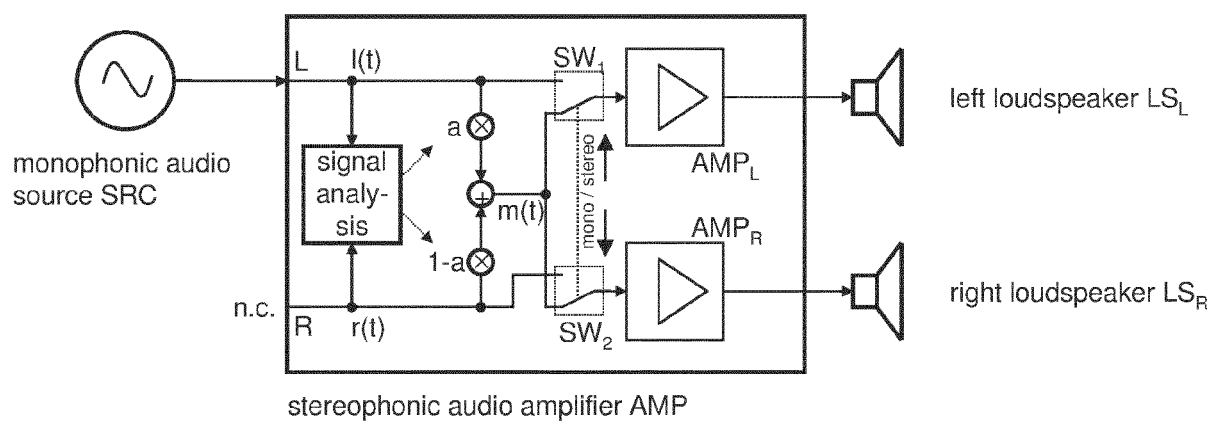 monophonic audio
source SRC
L
l(t)
a
signal
analy-
sis
+
m(t)
1-a
n.c.
R
r(t)
SW1
mono / stereo
SW2
AMPL
AMPR
left loudspeaker LSL
right loudspeaker LSR
stereophonic audio amplifier AMP